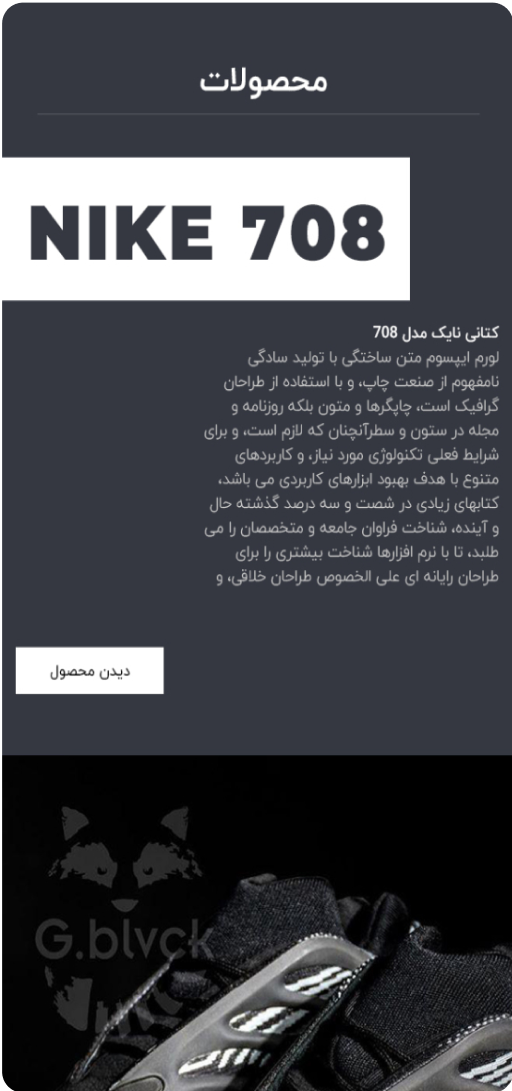 محصولات
NIKE 708
کتانی نایک مدل 708
لورم ایپسوم متن ساختگی با تولید سادگی
نامفهوم از صنعت چاپ، و با استفاده از طراحان
گرافیک است، چاپگرها و متون بلکه روزنامه و
مجله در ستون و سطرآنچنان که لازم است، و برای
شرایط فعلی تکنولوژی مورد نیاز، و کاربردهای
متنوع با هدف بهبود ابزارهای کاربردی می باشد،
کتابهای زیادی در شصت و سه درصد گذشته حال
و آینده، شناخت فراوان جامعه و متخصصان را می
طلبد، تا با نرم افزارها شناخت بیشتری را برای
طراحان رایانه ای علی الخصوص طراحان خلاقی، و
دیدن محصول
G.blvck